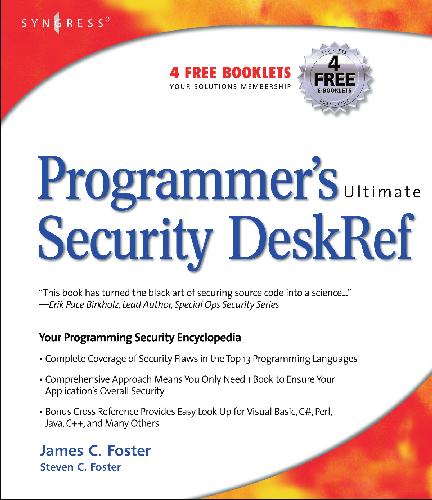 SYNGRESS®
4 FREE BOOKLETS
YOUR SOLUTIONS MEMBERSHIP
4
FREE
E-BOOKLETS
Programmer's Ultimate
Security DeskRef
“This book has turned the black art of securing source code into a science...”
—Erik Pace Birkholz, Lead Author, Special Ops Security Series
Your Programming Security Encyclopedia
• Complete Coverage of Security Flaws in the Top 13 Programming Languages
• Comprehensive Approach Means You Only Need 1 Book to Ensure Your
Application's Overall Security
• Bonus Cross Reference Provides Easy Look Up for Visual Basic, C#, Perl,
Java, C++, and Many Others
James C. Foster
Steven C. Foster